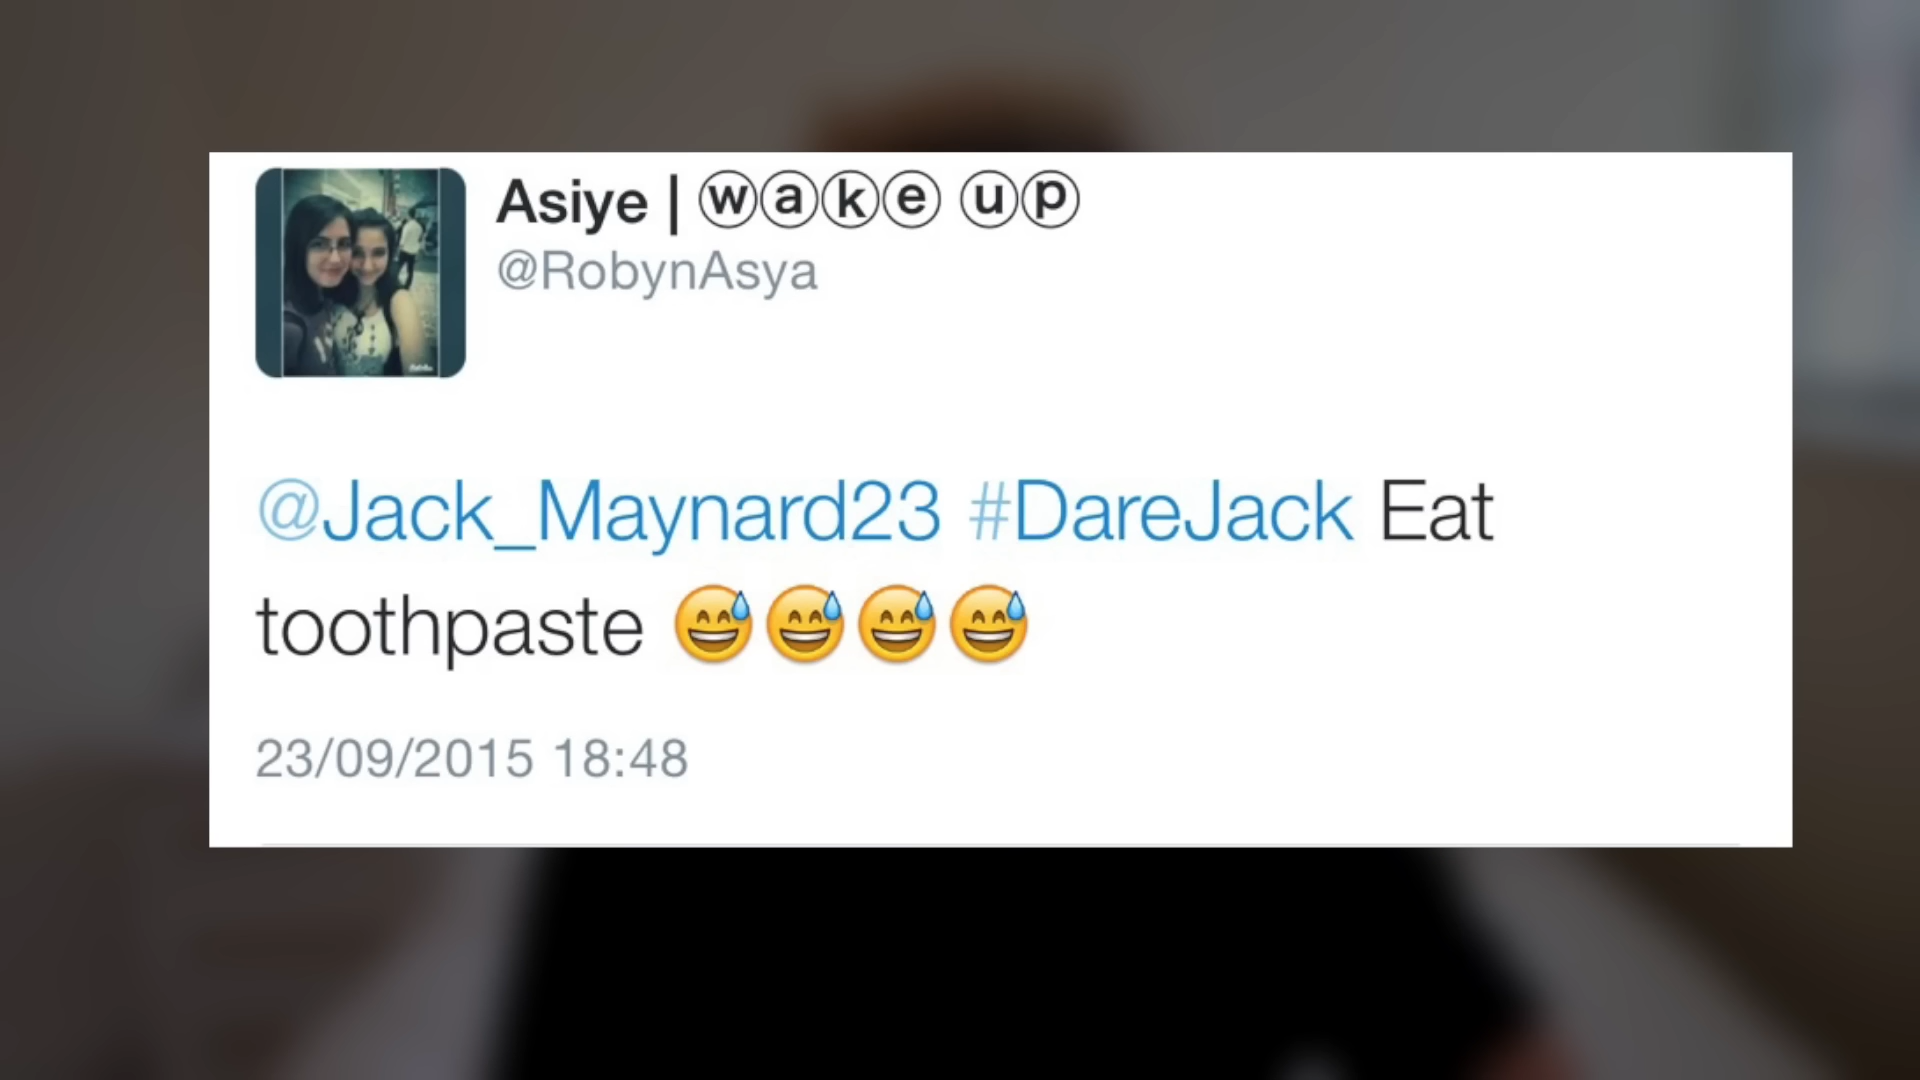 Asiye | ⓦⓐⓚⓔ ⓤⓟ
@RobynAsya
@Jack_Maynard23 #DareJack Eat
toothpaste 😅😅😅😅
23/09/2015 18:48